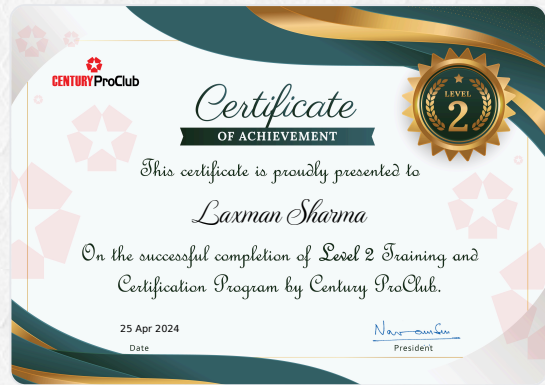 CENTURY ProClub
Certificate
OF ACHIEVEMENT
LEVEL
2
This certificate is proudly presented to
Laxman Sharma
On the successful completion of Level 2 Training and
Certification Program by Century ProClub.
25 Apr 2024
Date
President